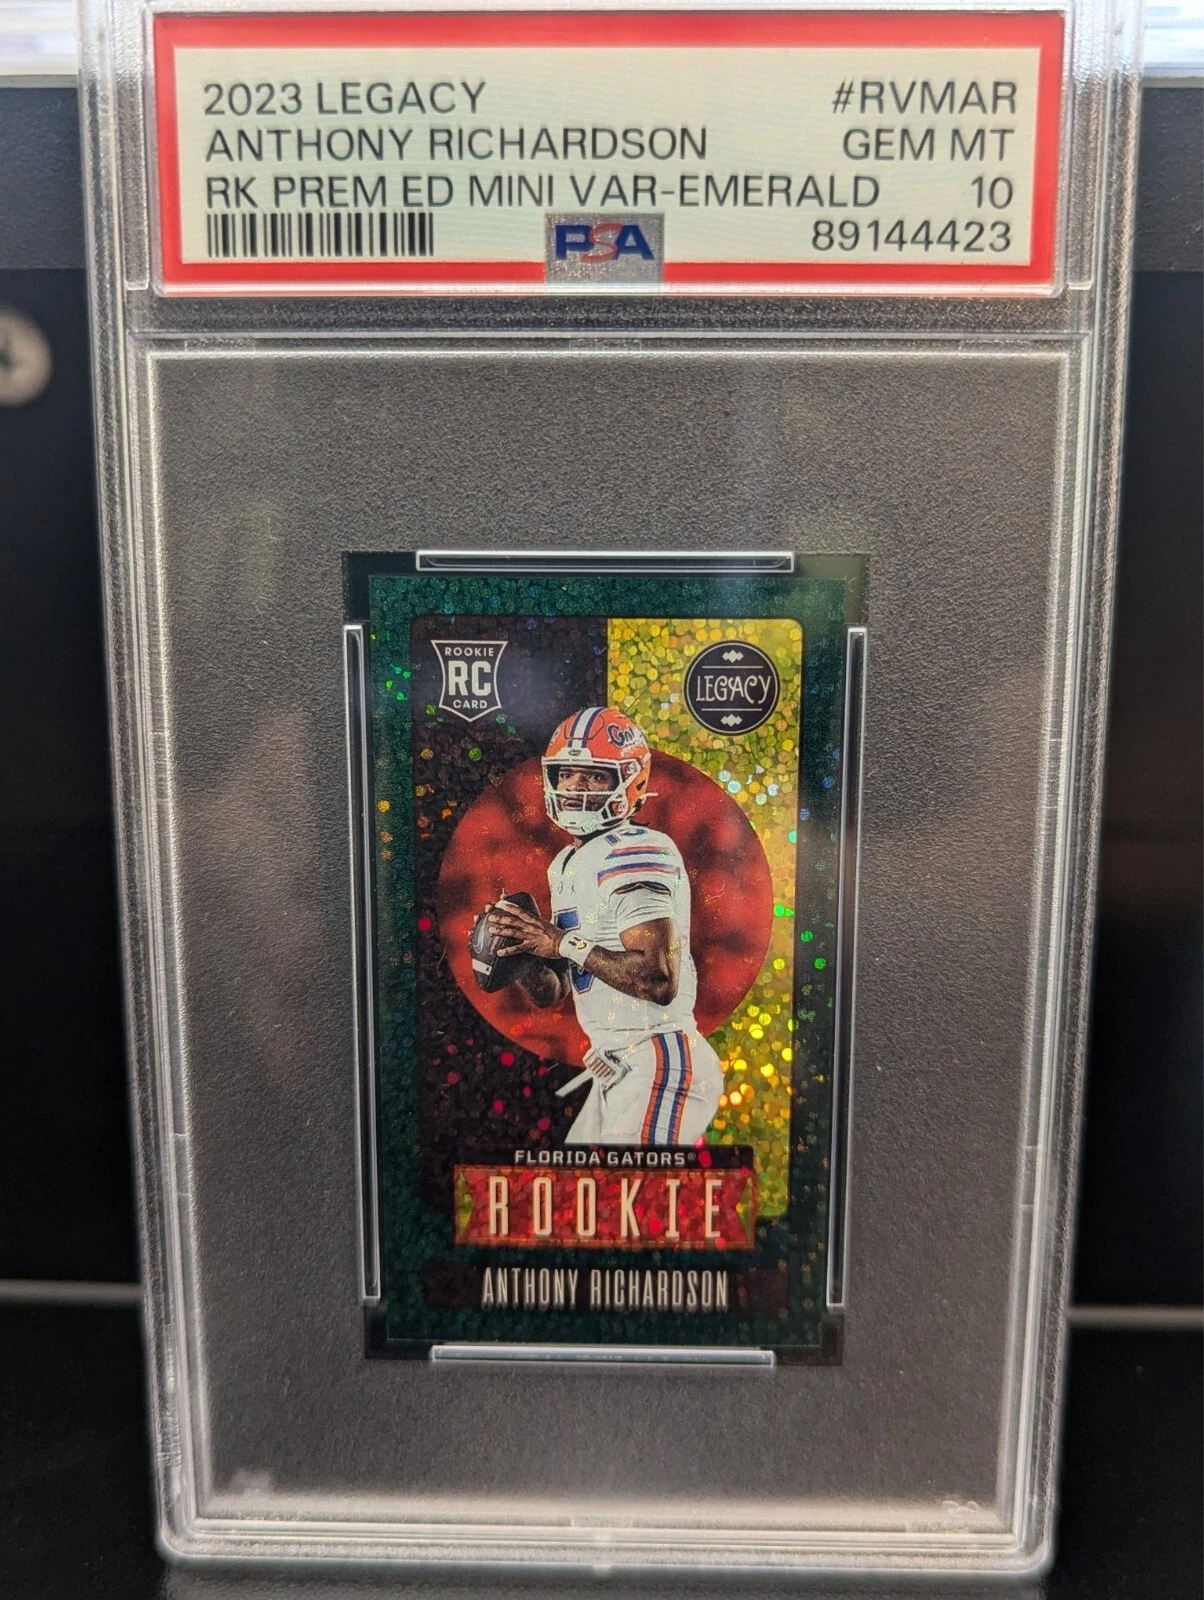 2023 LEGACY #RVMAR
ANTHONY RICHARDSON GEM MT
RK PREM ED MINI VAR-EMERALD 10
PSA 89144423
ROOKIE
RC
CARD
LEGACY
15
FLORIDA GATORS®
ROOKIE
ANTHONY RICHARDSON